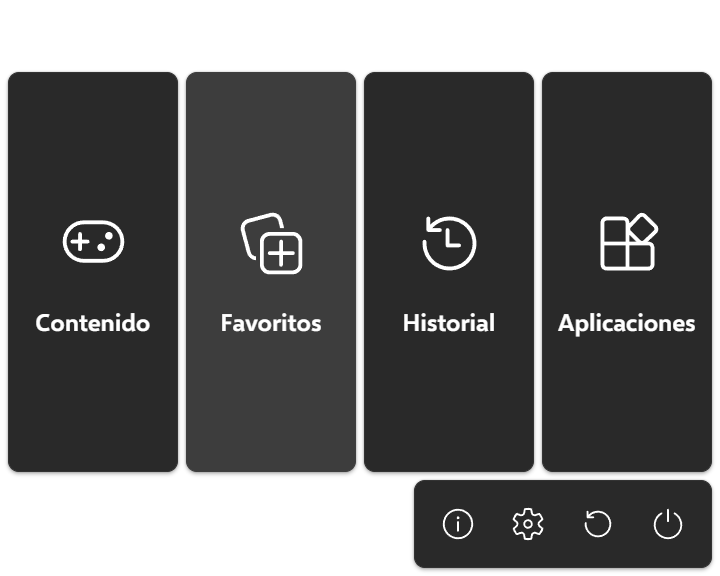 Contenido
Favoritos
Historial
Aplicaciones